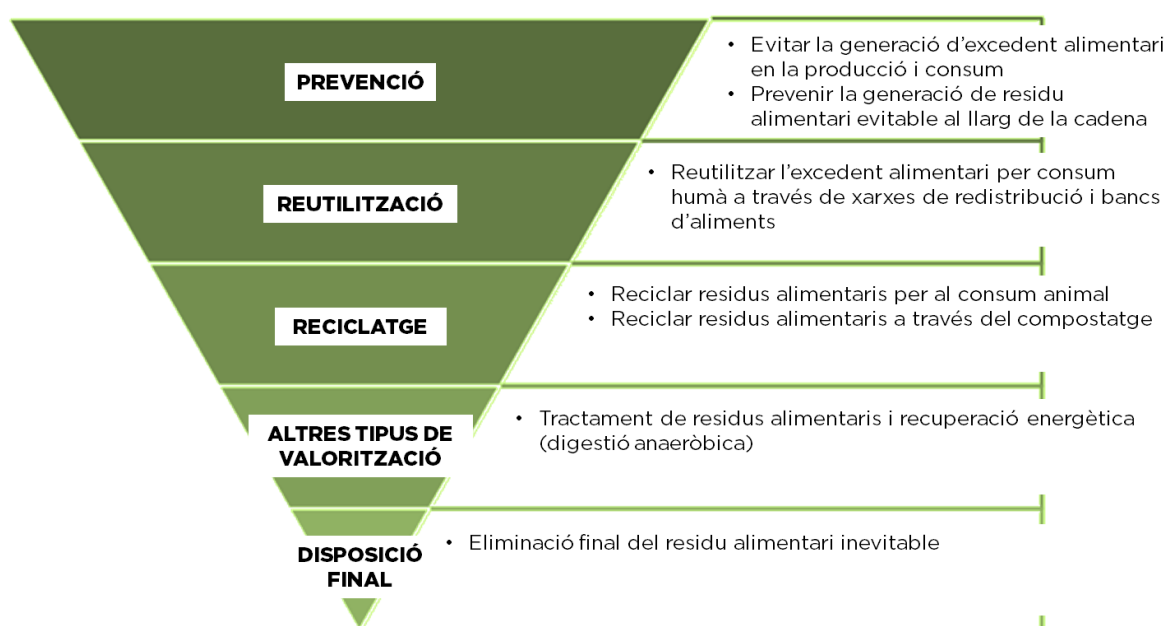 PREVENCIÓ
• Evitar la generació d’excedent alimentari
en la producció i consum
• Prevenir la generació de residu
alimentari evitable al llarg de la cadena
REUTILITZACIÓ
• Reutilitzar l’excedent alimentari per consum
humà a través de xarxes de redistribució i bancs
d’aliments
RECICLATGE
• Reciclar residus alimentaris per al consum animal
• Reciclar residus alimentaris a través del compostatge
ALTRES TIPUS DE
VALORITZACIÓ
• Tractament de residus alimentaris i recuperació energètica
(digestió anaeròbica)
DISPOSICIÓ
FINAL
• Eliminació final del residu alimentari inevitable